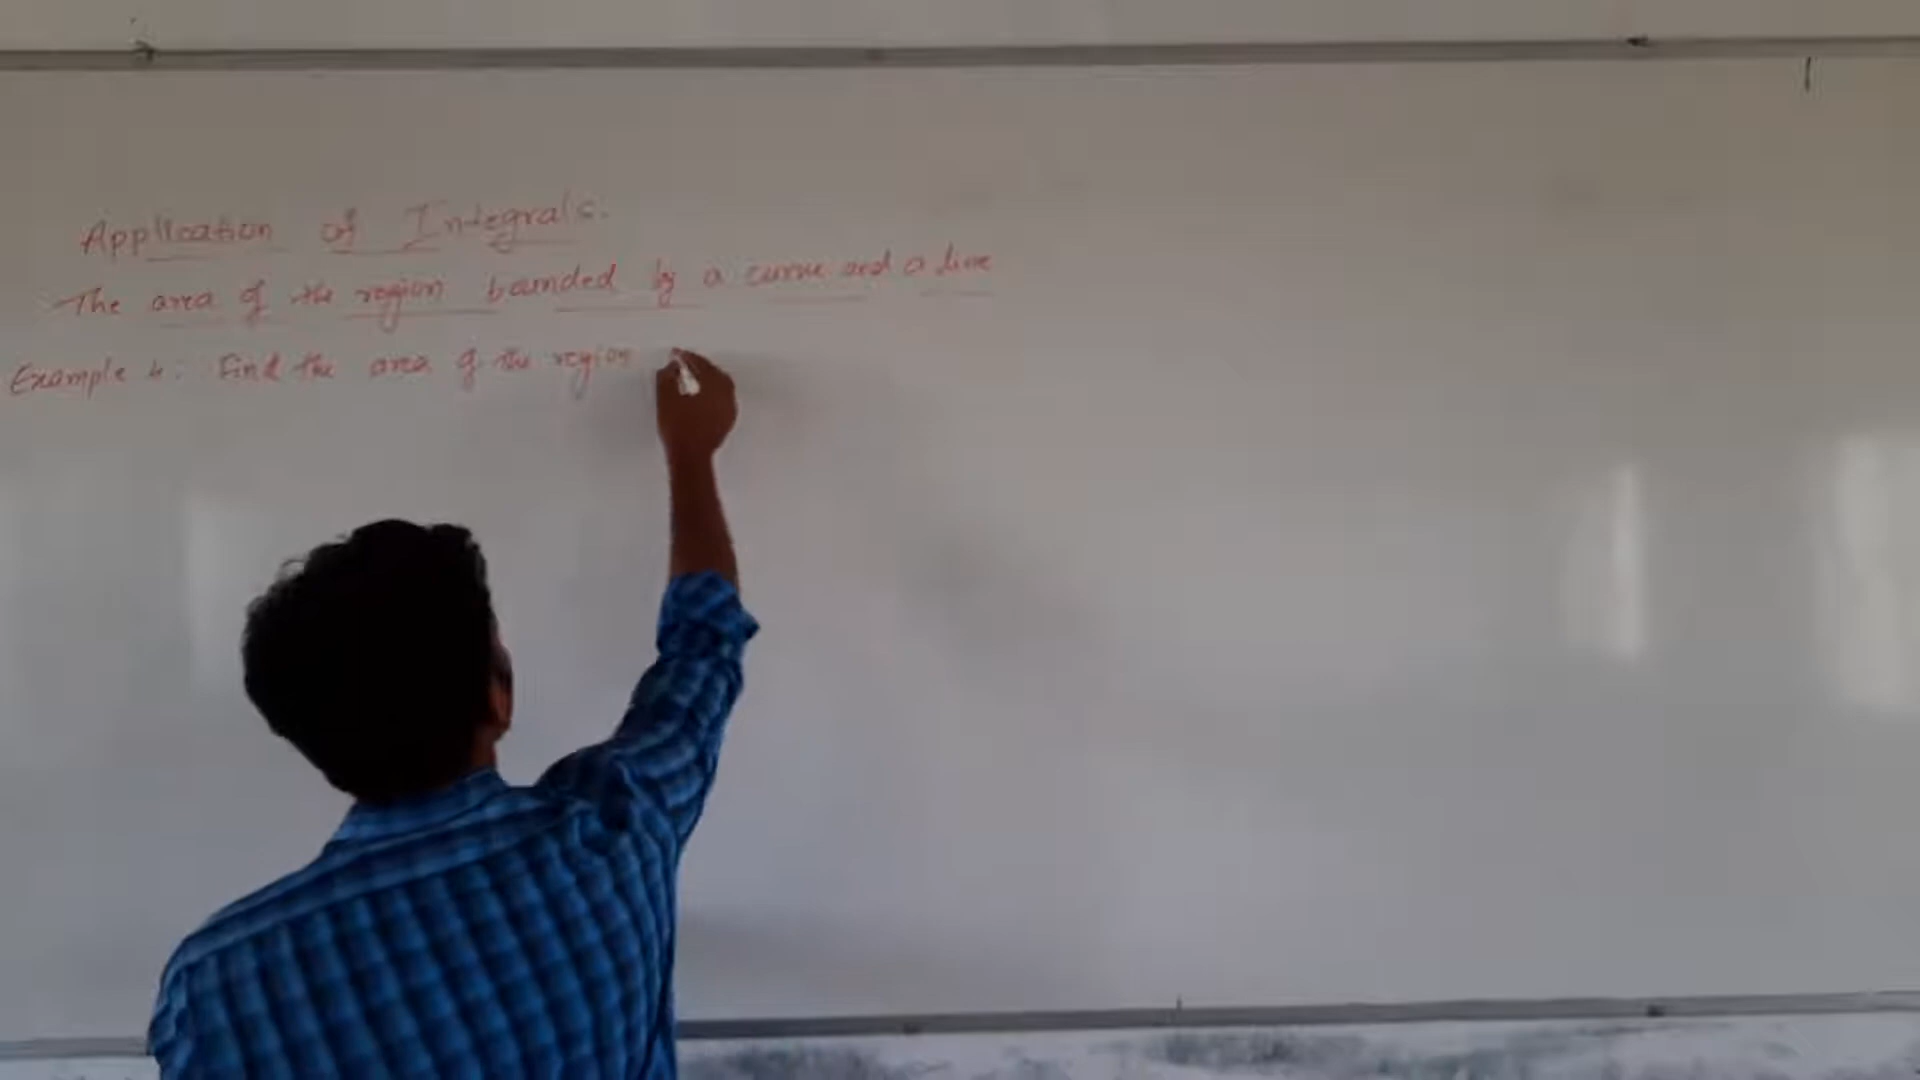 Application of Integrals.
The area of the region bounded by a curve and a line
Example 4: Find the area of the region